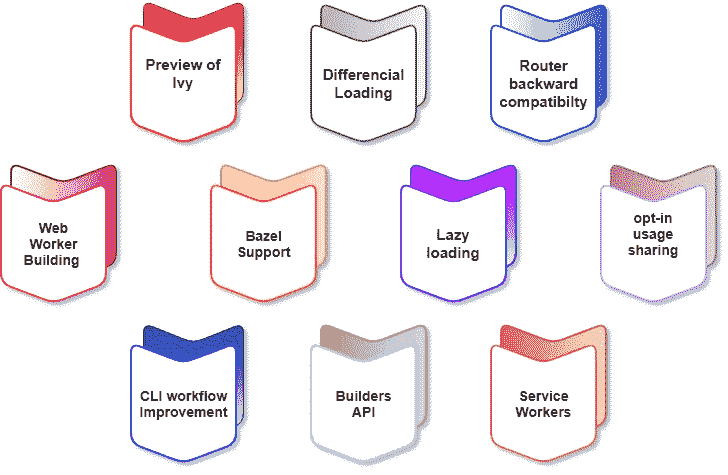 Preview of
Ivy
Differencial
Loading
Router
backward
compatibilty
Web
Worker
Building
Bazel
Support
Lazy
loading
opt-in
usage
sharing
CLI workflow
Improvement
Builders
API
Service
Workers